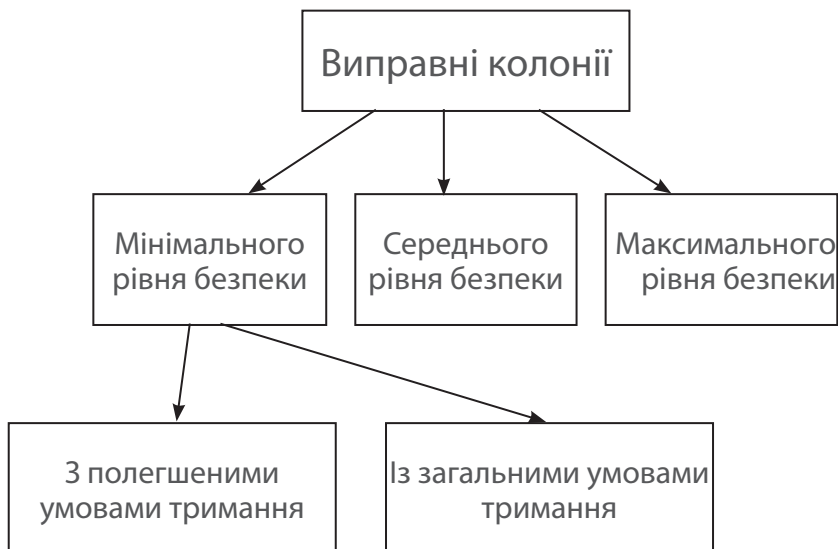 Виправні колонії
Мінімального
рівня безпеки
Середнього
рівня безпеки
Максимального
рівня безпеки
З полегшеними
умовами тримання
Із загальними умовами
тримання